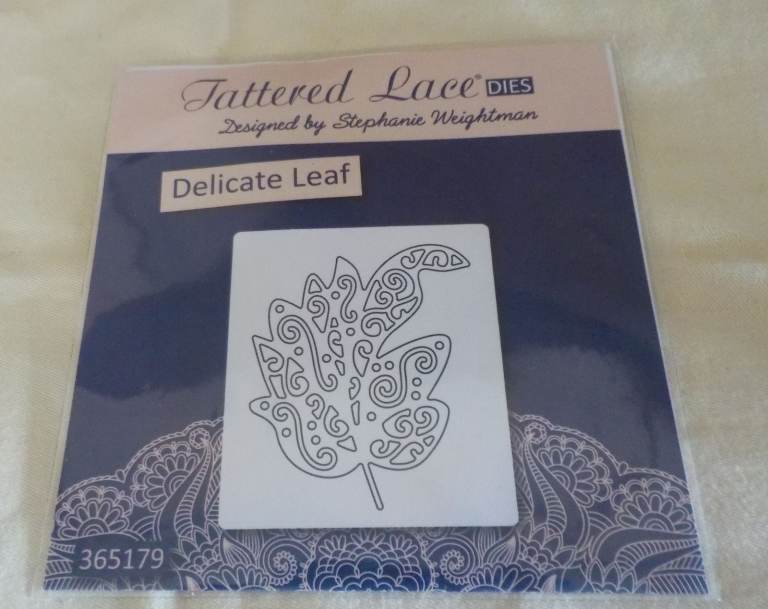 Tattered Lace® DIES
Designed by Stephanie Weightman
Delicate Leaf
365179